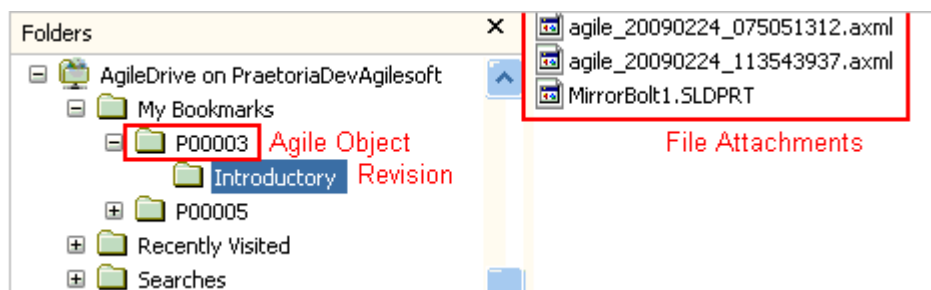 Folders
AgileDrive on PraetoriaDevAgilesoft
My Bookmarks
P00003 Agile Object
Introductory Revision
P00005
Recently Visited
Searches
agile_20090224_075051312.axml
agile_20090224_113543937.axml
MirrorBolt1.SLDPRT
File Attachments